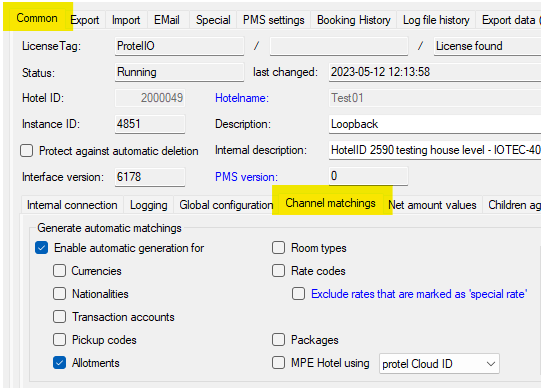 Common Export Import EMail Special PMS settings Booking History Log file history Export data (
LicenseTag: ProtelIO / / License found
Status: Running last changed: 2023-05-12 12:13:58
Hotel ID: 2000049 Hotelname: Test01
Instance ID: 4851 Description: Loopback
Protect against automatic deletion Internal description: HotelID 2590 testing house level - IOTEC-40
Interface version: 6178 PMS version: 0
Internal connection Logging Global configuration Channel matchings Net amount values Children ag
Generate automatic matchings
Enable automatic generation for Room types
Currencies Rate codes
Nationalities Exclude rates that are marked as 'special rate'
Transaction accounts
Pickup codes Packages
Allotments MPE Hotel using protel Cloud ID